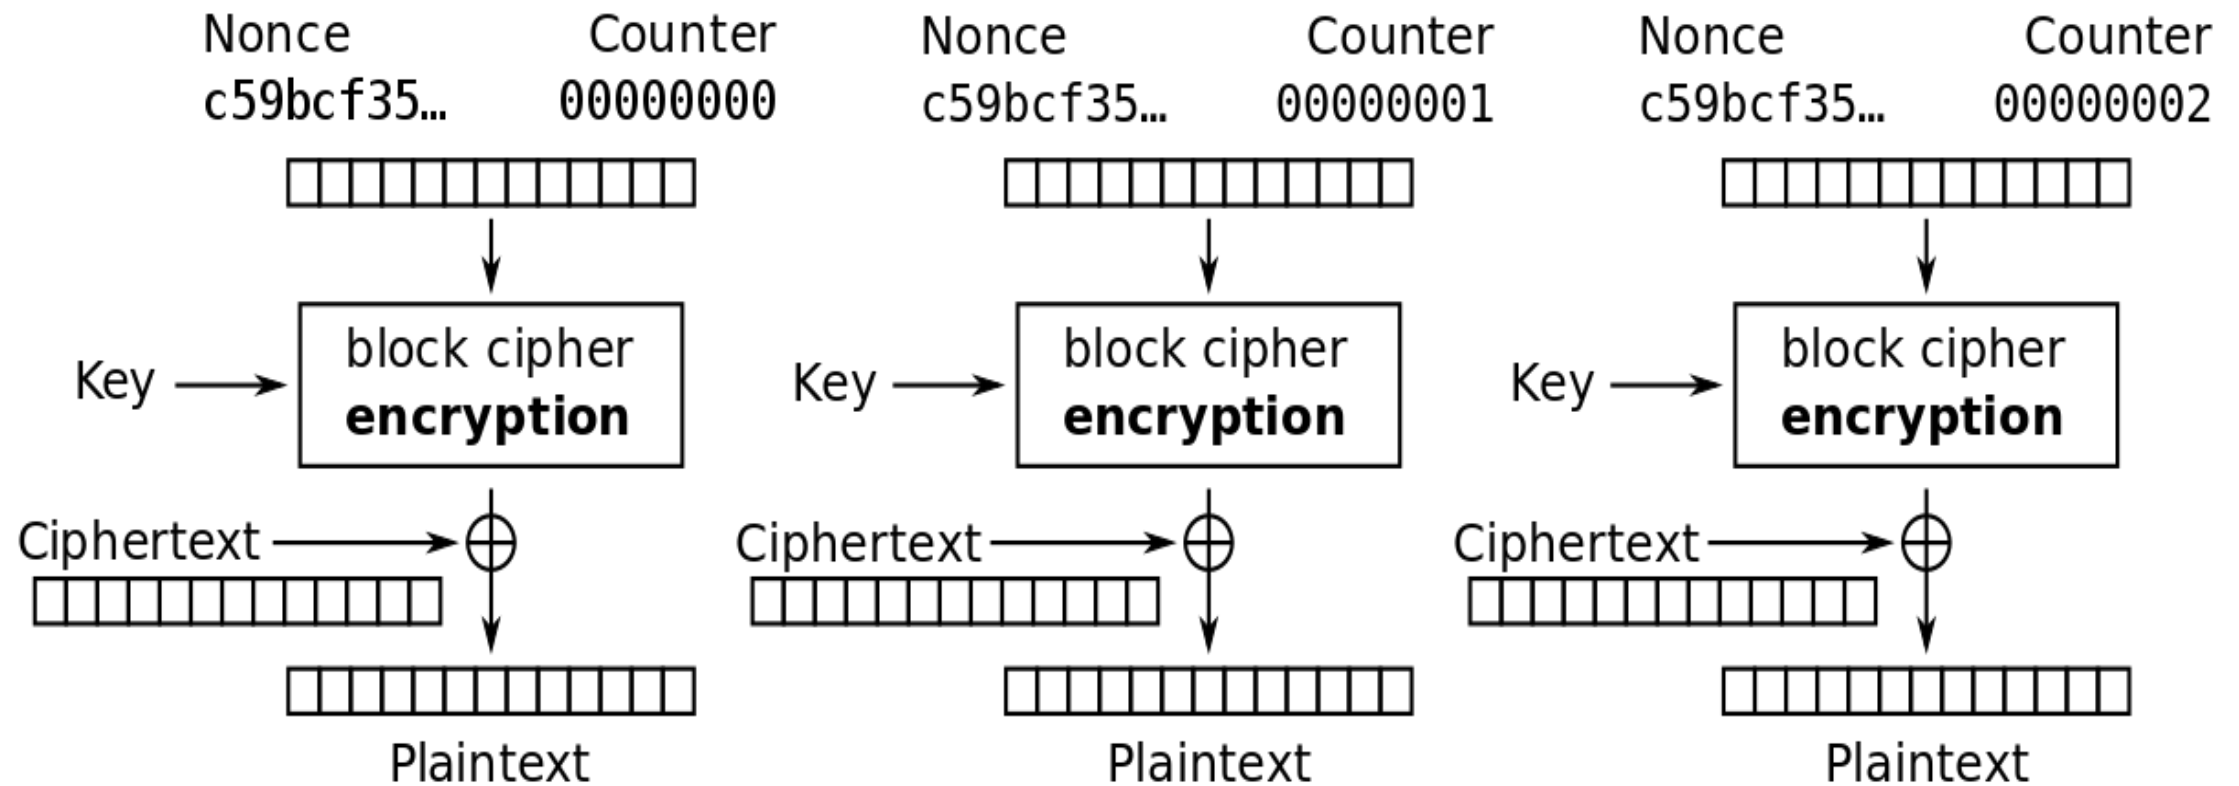 Nonce Counter Nonce Counter Nonce Counter
c59bcf35… 00000000 c59bcf35… 00000001 c59bcf35… 00000002
block cipher block cipher block cipher
Key Key Key
encryption encryption encryption
Ciphertext Ciphertext Ciphertext
Plaintext Plaintext Plaintext